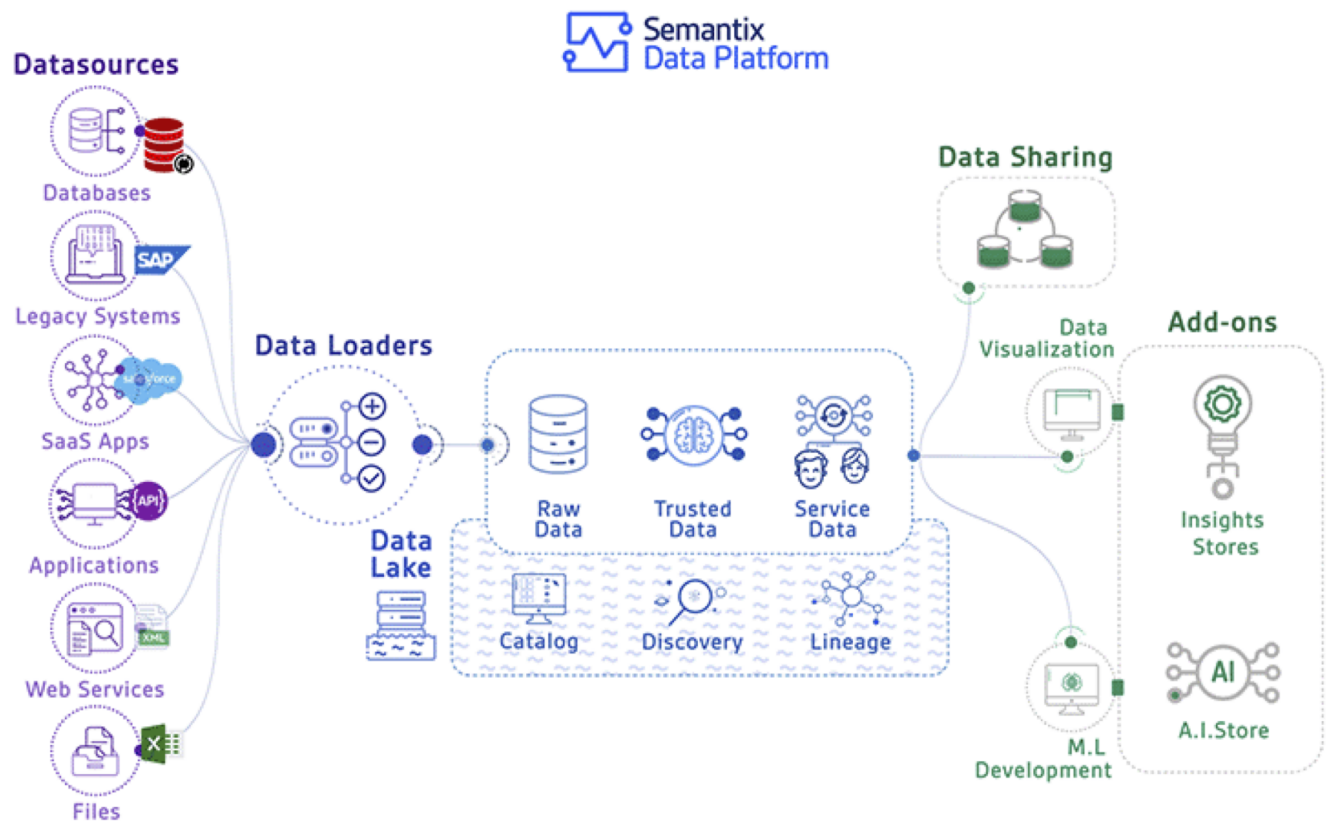 Semantix
Data Platform
Datasources
Databases
SAP
Legacy Systems
salesforce
SaaS Apps
{API}
Applications
XML
Web Services
X
Files
Data Loaders
Data
Lake
Raw
Data
Trusted
Data
Service
Data
Catalog
Discovery
Lineage
Data Sharing
Data
Visualization
M.L
Development
Add-ons
Insights
Stores
AI
A.I.Store